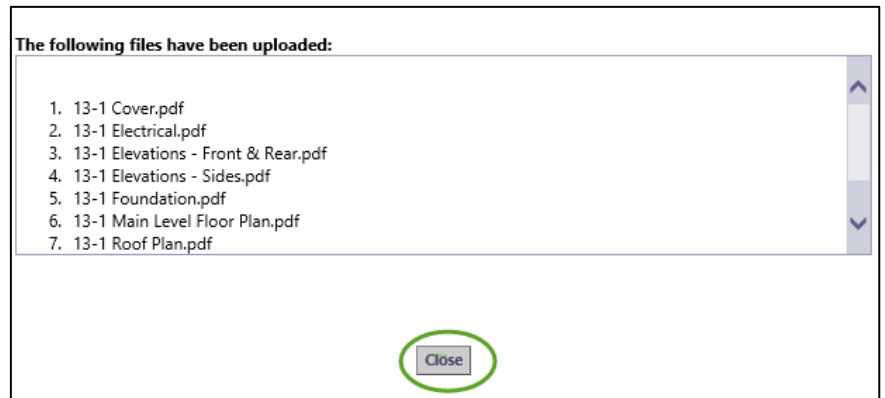 The following files have been uploaded:
1. 13-1 Cover.pdf
2. 13-1 Electrical.pdf
3. 13-1 Elevations - Front & Rear.pdf
4. 13-1 Elevations - Sides.pdf
5. 13-1 Foundation.pdf
6. 13-1 Main Level Floor Plan.pdf
7. 13-1 Roof Plan.pdf
Close